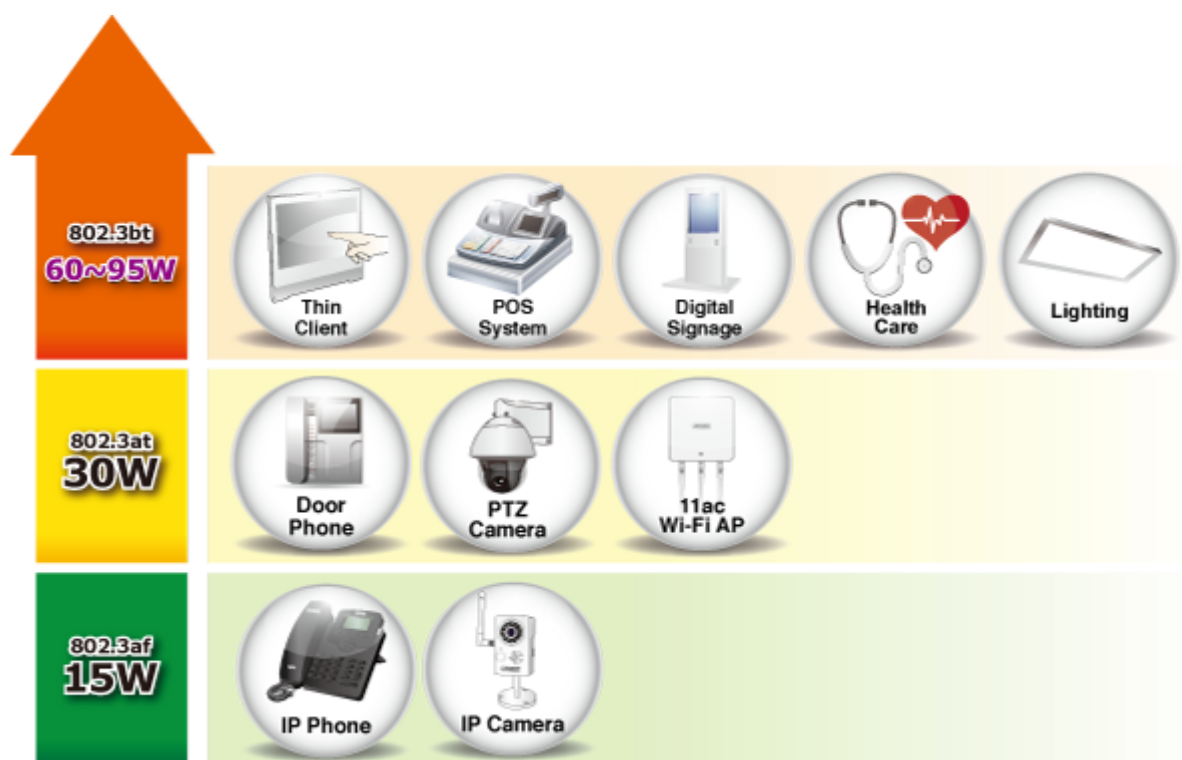 802.3bt
60~95W
Thin
Client
POS
System
Digital
Signage
Health
Care
Lighting
802.3at
30W
Door
Phone
PTZ
Camera
11ac
Wi-Fi AP
802.3af
15W
IP Phone
IP Camera